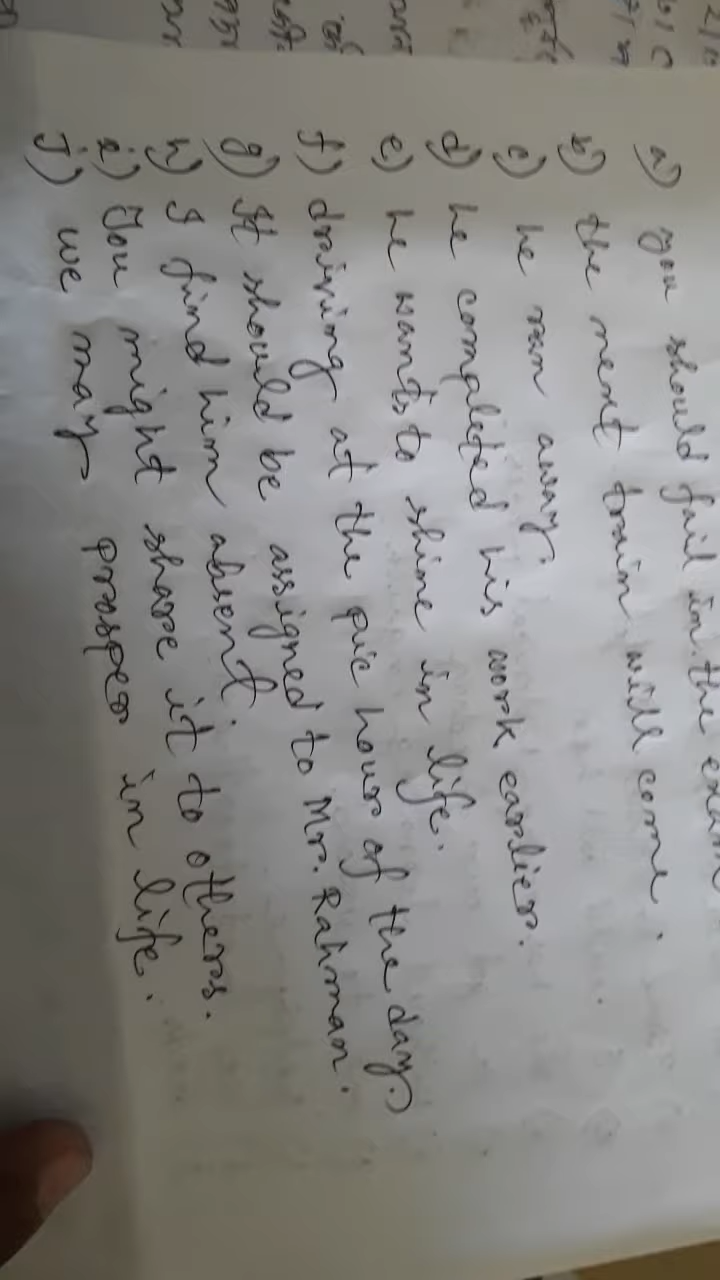 a) you should fail in the exam
b) the next train will come.
c) he ran away.
d) he completed his work earlier.
e) he wants to shine in life.
f) draining at the pic hour of the day.
g) It should be assigned to Mr. Rahman.
h) I find him absent.
i) You might share it to others.
j) we may prosper in life.